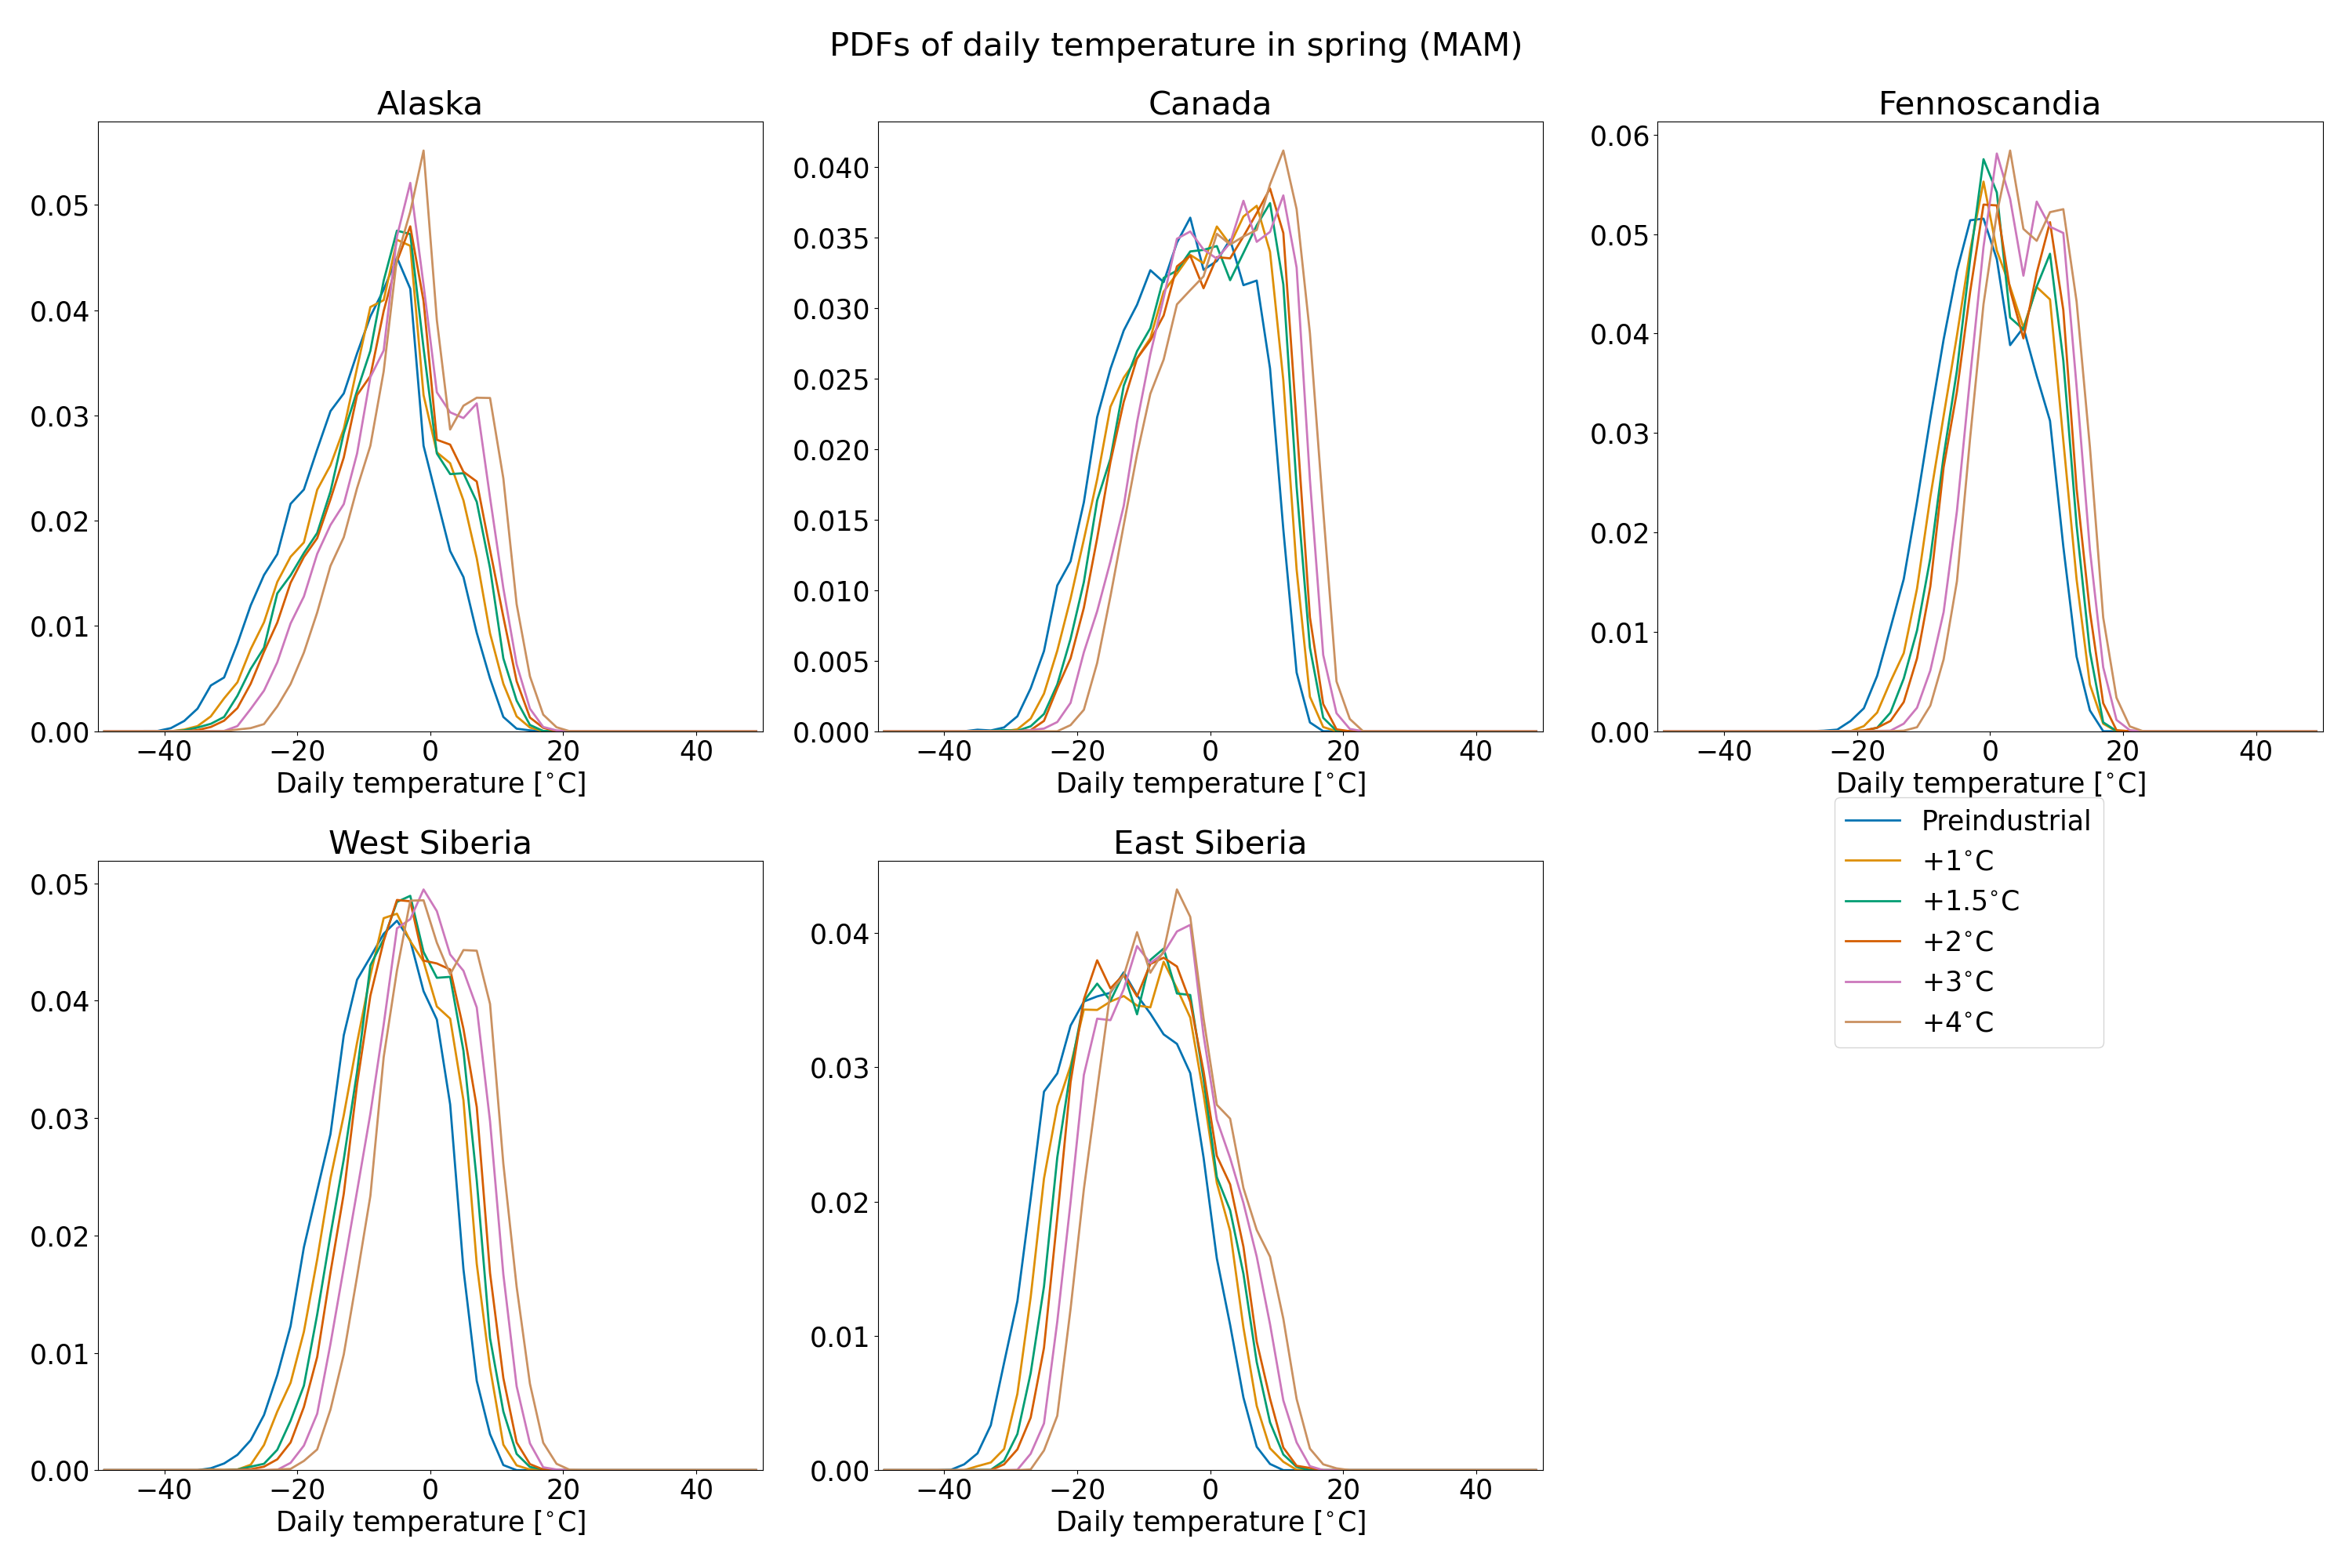 PDFs of daily temperature in spring (MAM)
Alaska
0.05
0.04
0.03
0.02
0.01
0.00
−40 −20 0 20 40
Daily temperature [°C]
Canada
0.040
0.035
0.030
0.025
0.020
0.015
0.010
0.005
0.000
−40 −20 0 20 40
Daily temperature [°C]
Fennoscandia
0.06
0.05
0.04
0.03
0.02
0.01
0.00
−40 −20 0 20 40
Daily temperature [°C]
West Siberia
0.05
0.04
0.03
0.02
0.01
0.00
−40 −20 0 20 40
Daily temperature [°C]
East Siberia
0.04
0.03
0.02
0.01
0.00
−40 −20 0 20 40
Daily temperature [°C]
Preindustrial
+1°C
+1.5°C
+2°C
+3°C
+4°C